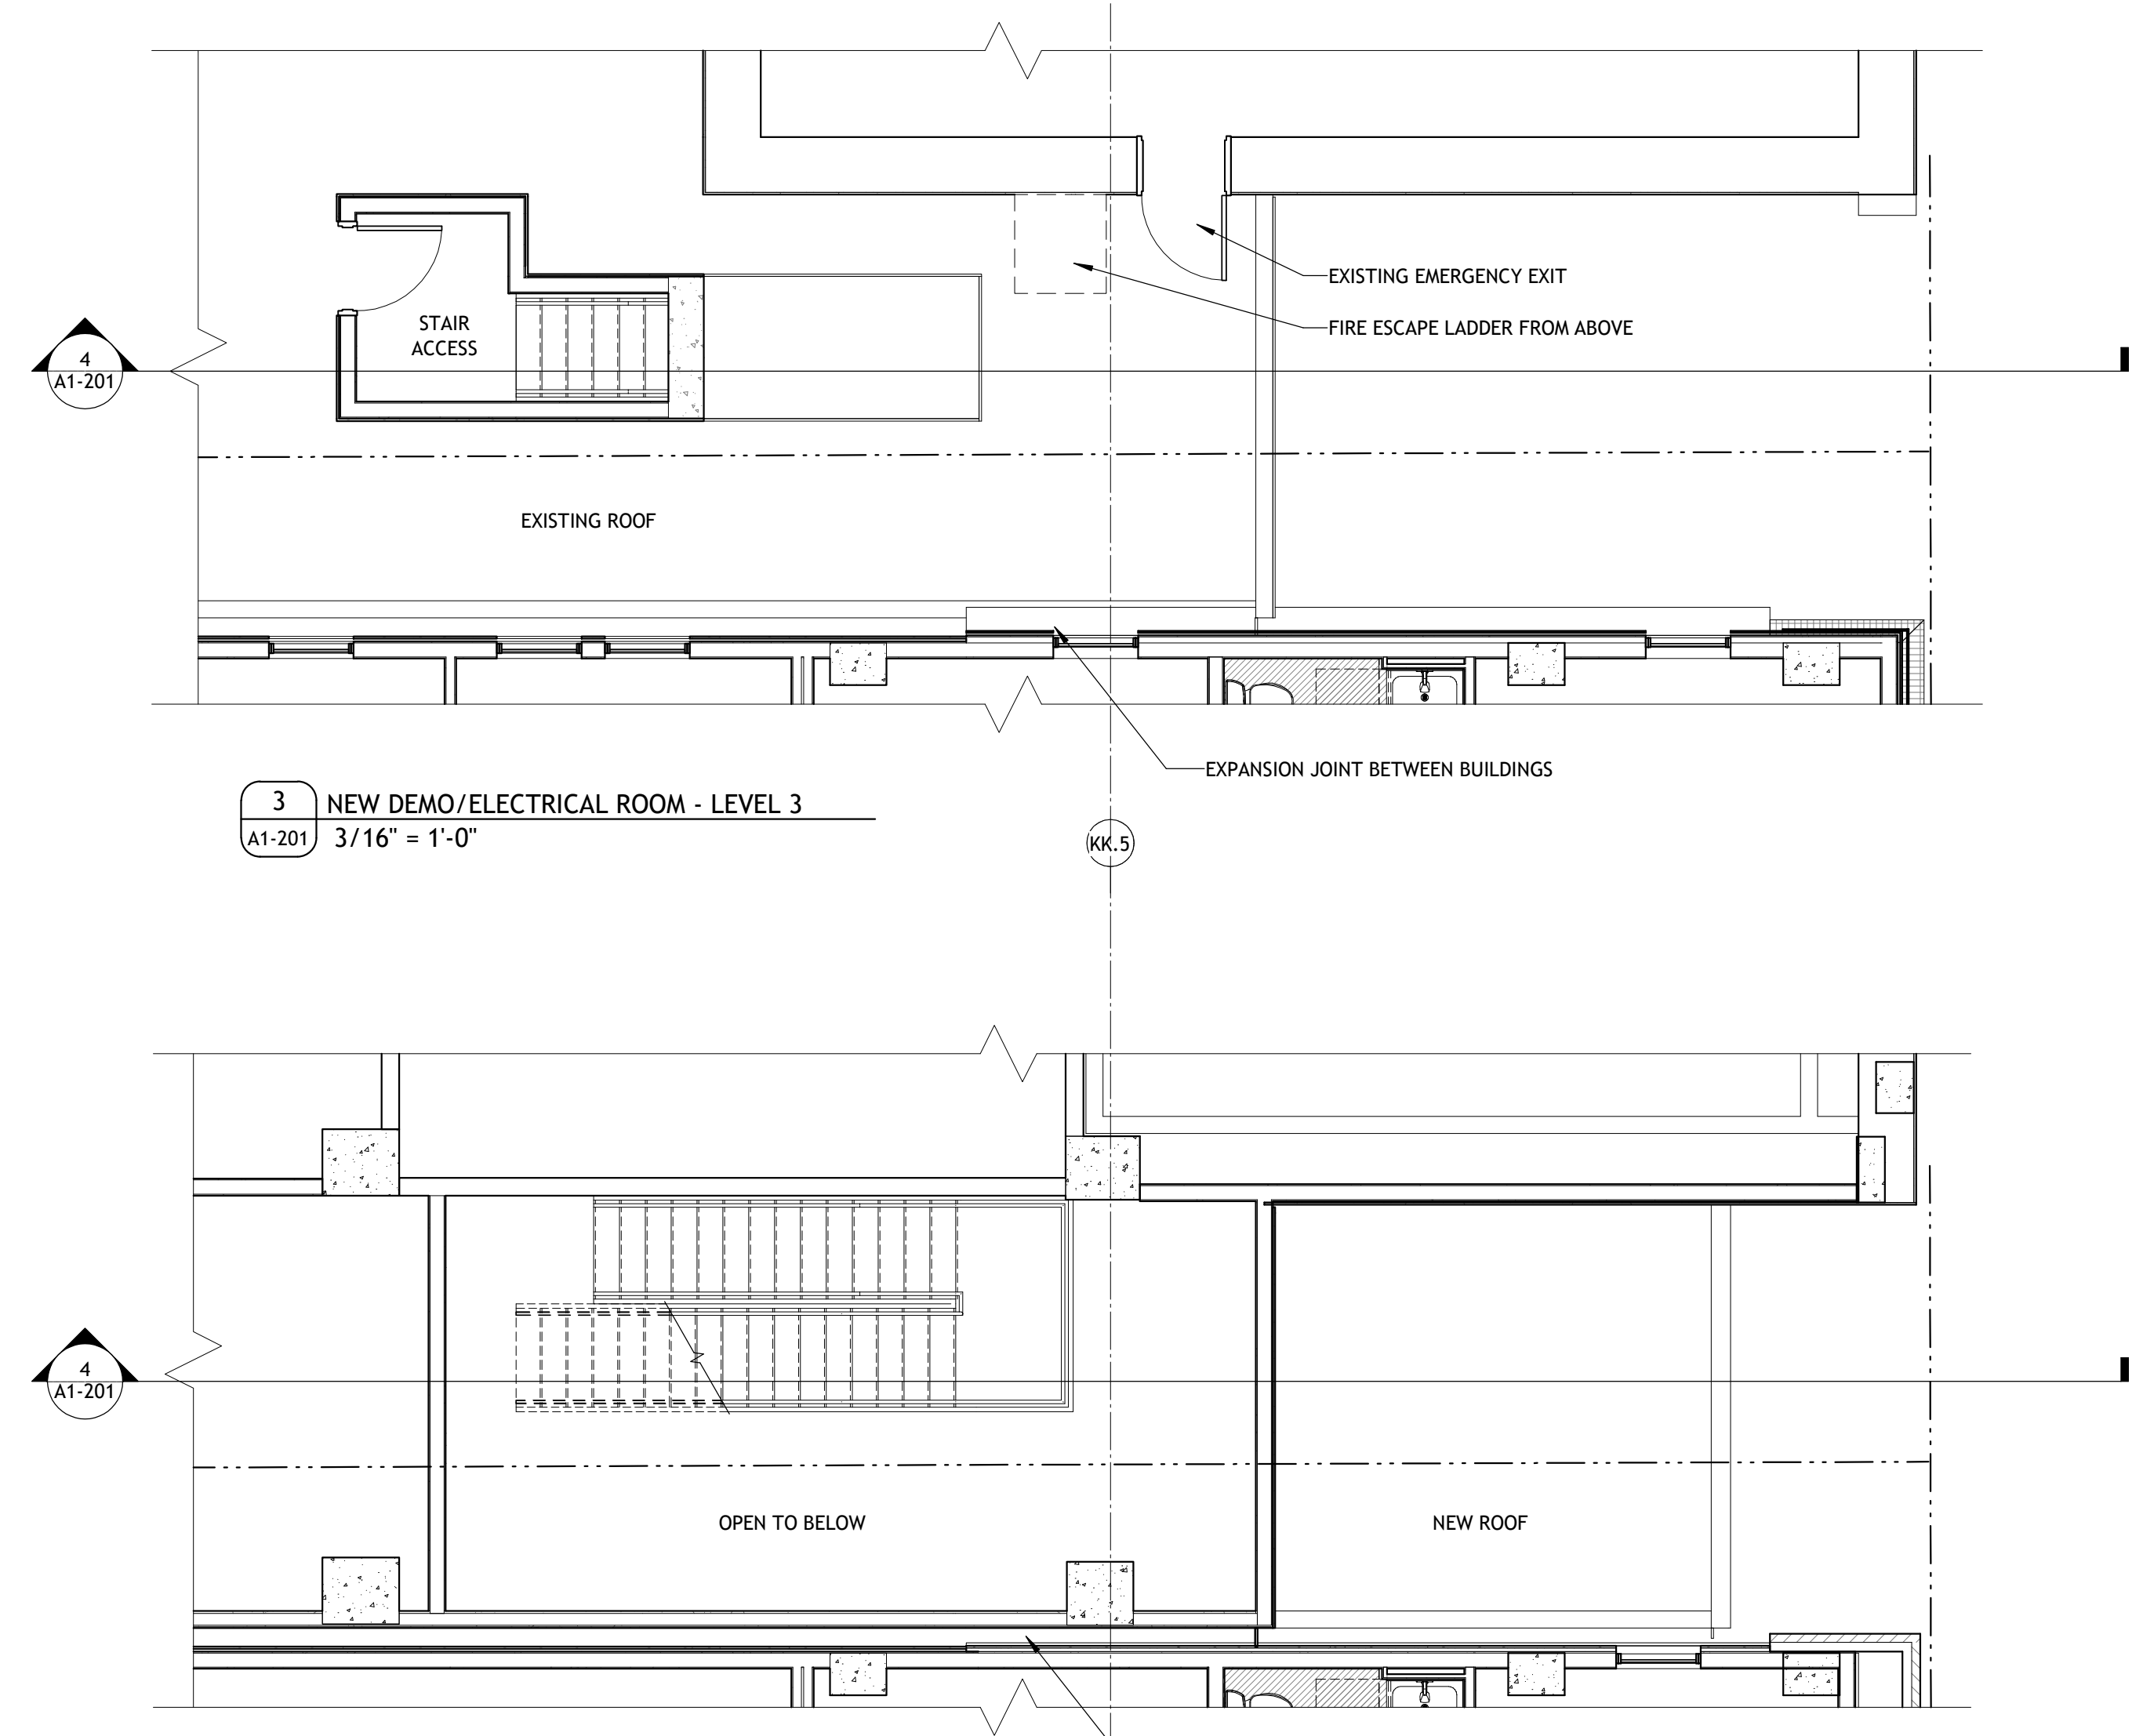 EXISTING EMERGENCY EXIT
STAIR
ACCESS
FIRE ESCAPE LADDER FROM ABOVE
4
A1-201
EXISTING ROOF
EXPANSION JOINT BETWEEN BUILDINGS
3
NEW DEMO/ELECTRICAL ROOM - LEVEL 3
A1-201
3/16" = 1'-0"
KK.5
4
A1-201
OPEN TO BELOW
NEW ROOF